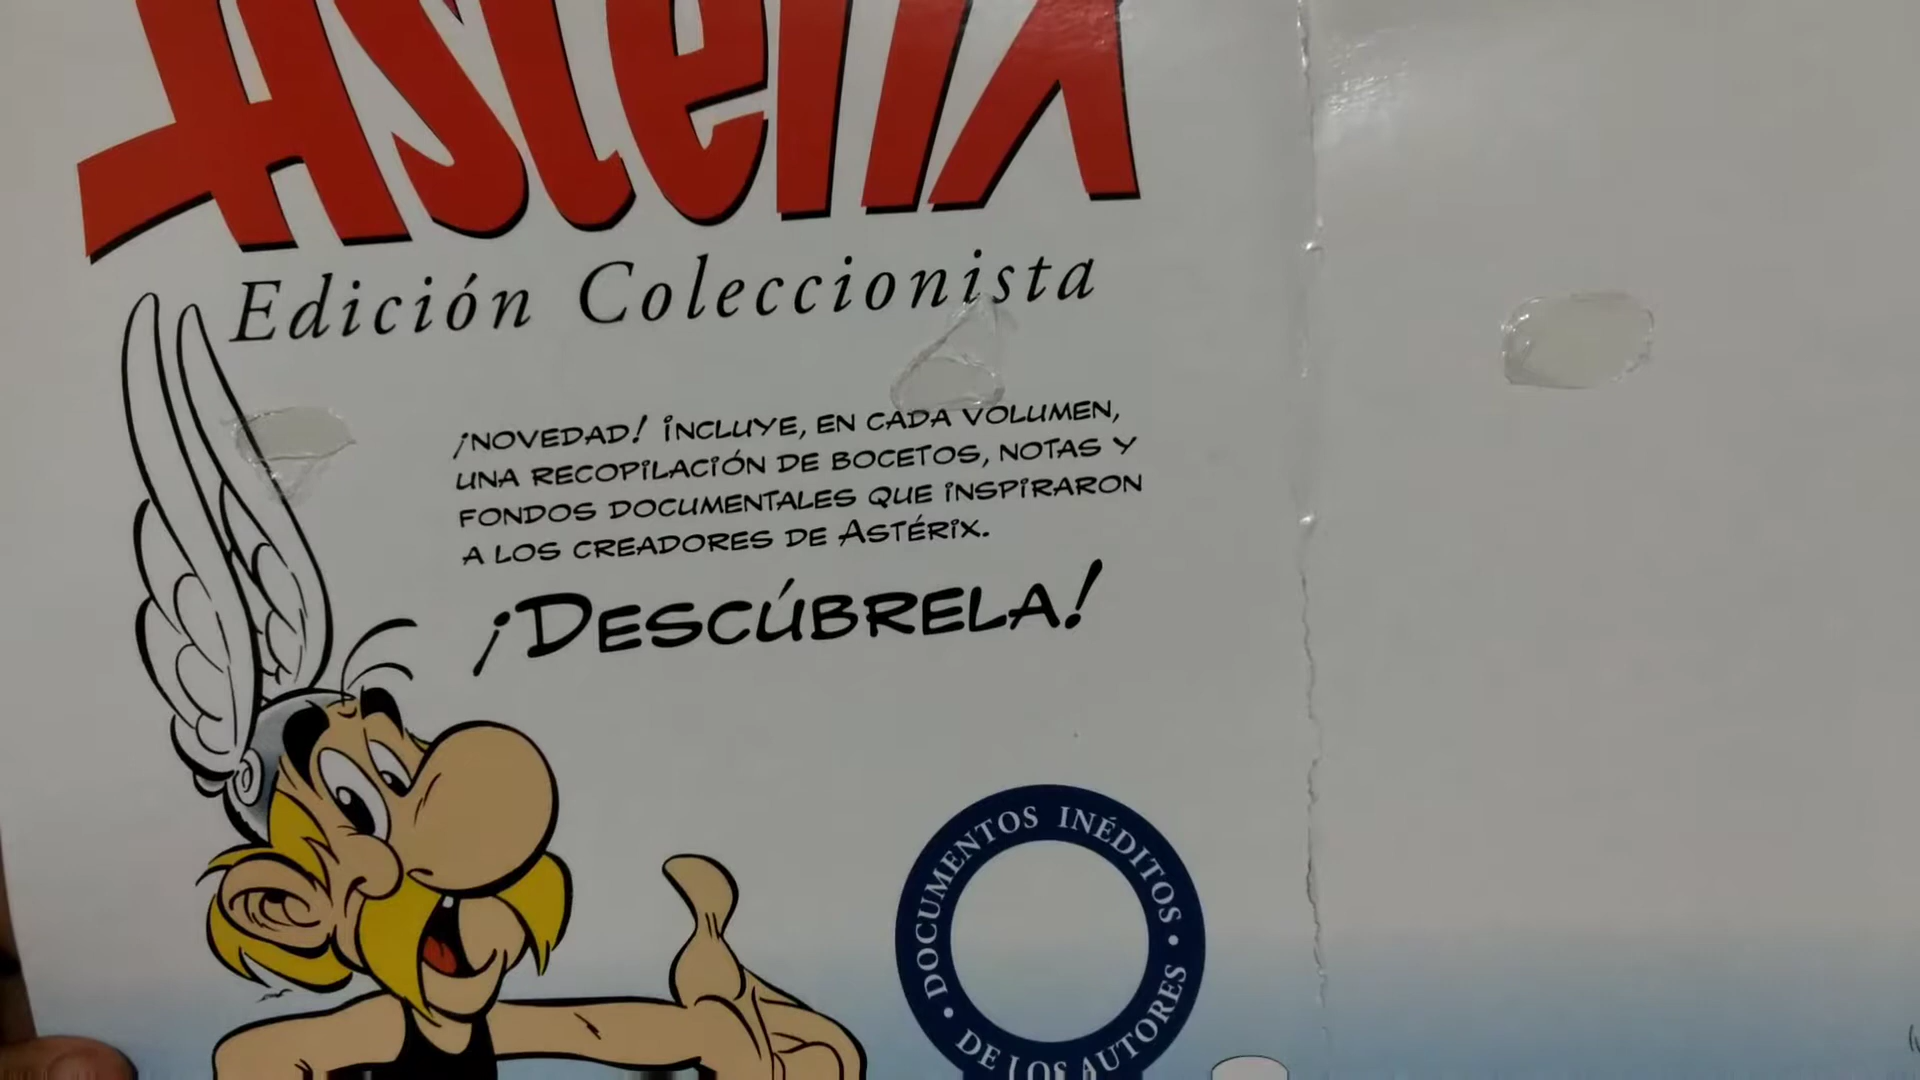 Asterix
Edición Coleccionista
¡NOVEDAD! INCLUYE, EN CADA VOLUMEN,
UNA RECOPILACIÓN DE BOCETOS, NOTAS Y
FONDOS DOCUMENTALES QUE INSPIRARON
A LOS CREADORES DE ASTÉRIX.
¡DESCÚBRELA!
DOCUMENTOS INÉDITOS •
DE LOS AUTORES •